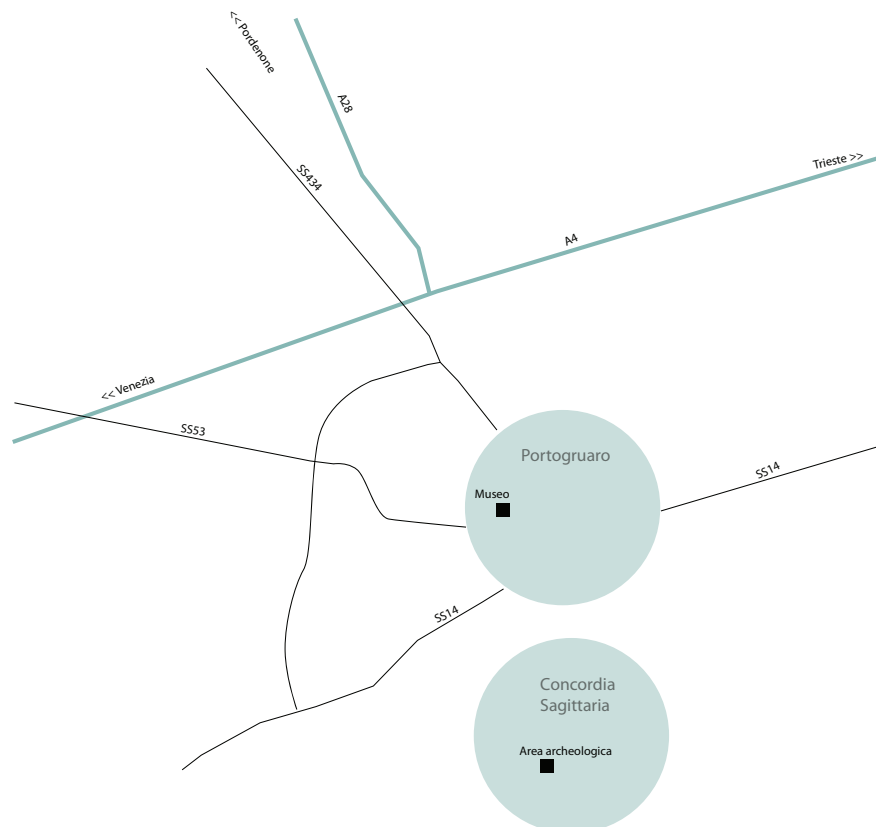 << Pordenone
A28
SS434
Trieste >>
A4
<< Venezia
SS53
Portogruaro
SS14
Museo
SS14
Concordia
Sagittaria
Area archeologica